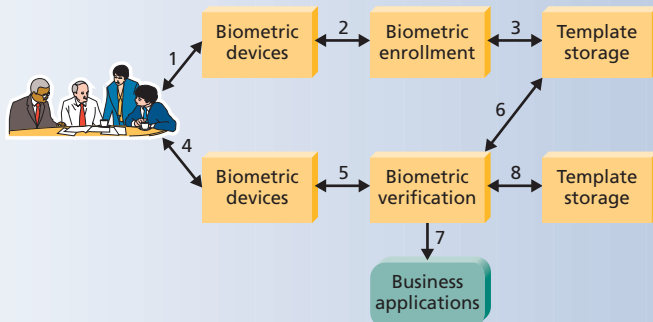 1
Biometric
devices
2
Biometric
enrollment
3
Template
storage
6
4
Biometric
devices
5
Biometric
verification
8
Template
storage
7
Business
applications